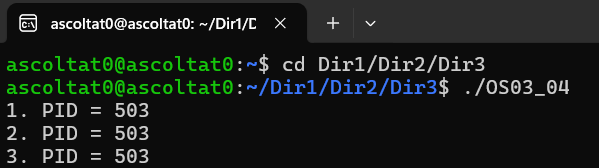 ascoltat0@ascoltat0: ~/Dir1/D
ascoltat0@ascoltat0:~$ cd Dir1/Dir2/Dir3
ascoltat0@ascoltat0:~/Dir1/Dir2/Dir3$ ./OS03_04
1. PID = 503
2. PID = 503
3. PID = 503